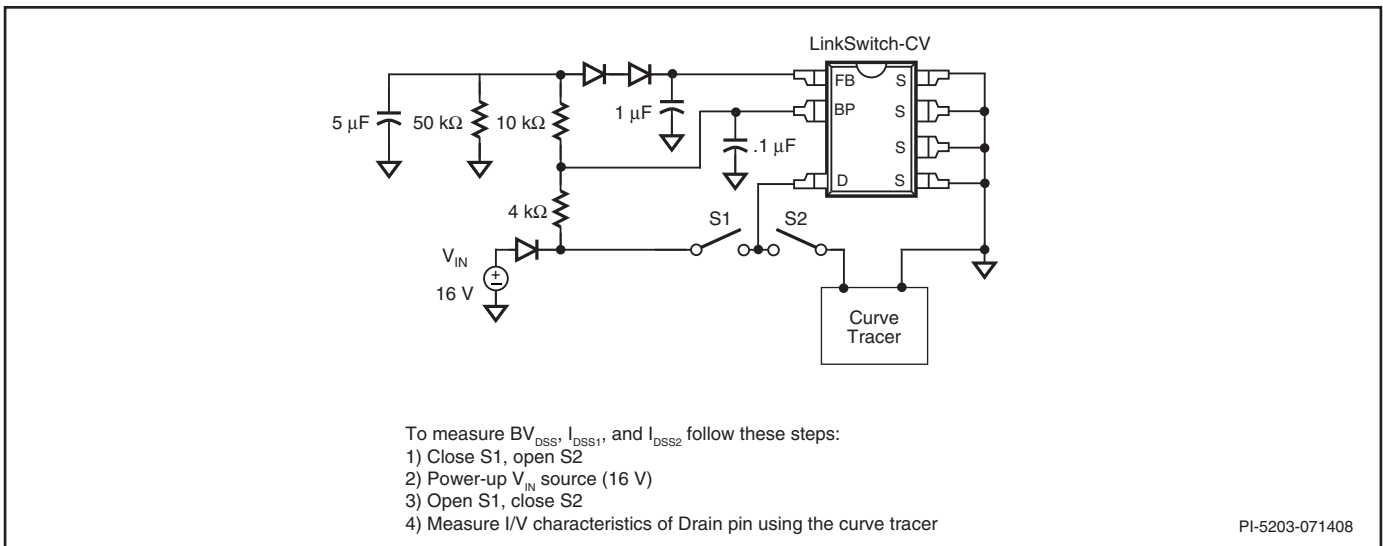 LinkSwitch-CV
FB S
BP S
S
D S
5 µF
50 kΩ
10 kΩ
1 µF
.1 µF
4 kΩ
S1
S2
V_IN
+
16 V
Curve
Tracer
To measure BV_DSS, I_DSS1, and I_DSS2 follow these steps:
1) Close S1, open S2
2) Power-up V_IN source (16 V)
3) Open S1, close S2
4) Measure I/V characteristics of Drain pin using the curve tracer
PI-5203-071408